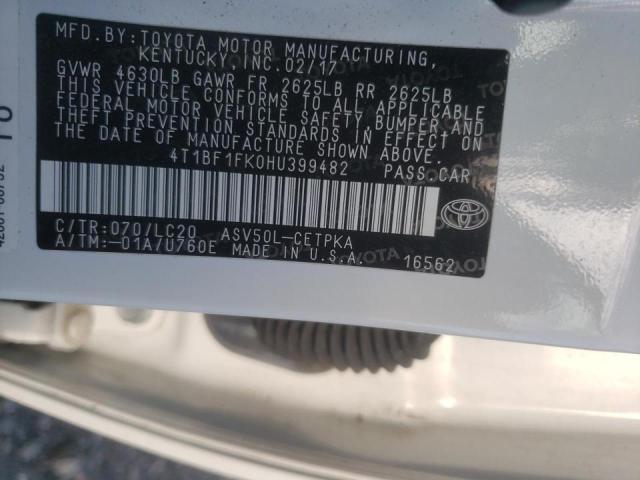 MFD. BY: TOYOTA MOTOR MANUFACTURING,
KENTUCKY, INC. 02/17
GVWR 4630LB GAWR FR 2625LB RR 2625LB
THIS VEHICLE CONFORMS TO ALL APPLICABLE
FEDERAL MOTOR VEHICLE SAFETY, BUMPER, AND
THEFT PREVENTION STANDARDS IN EFFECT ON
THE DATE OF MANUFACTURE SHOWN ABOVE.
4T1BF1FK0HU399482 PASS.CAR
C/TR:070/LC20 ASV50L-CETPKA
A/TM:-01A/U760E MADE IN U.S.A. 16562
TOYOTA